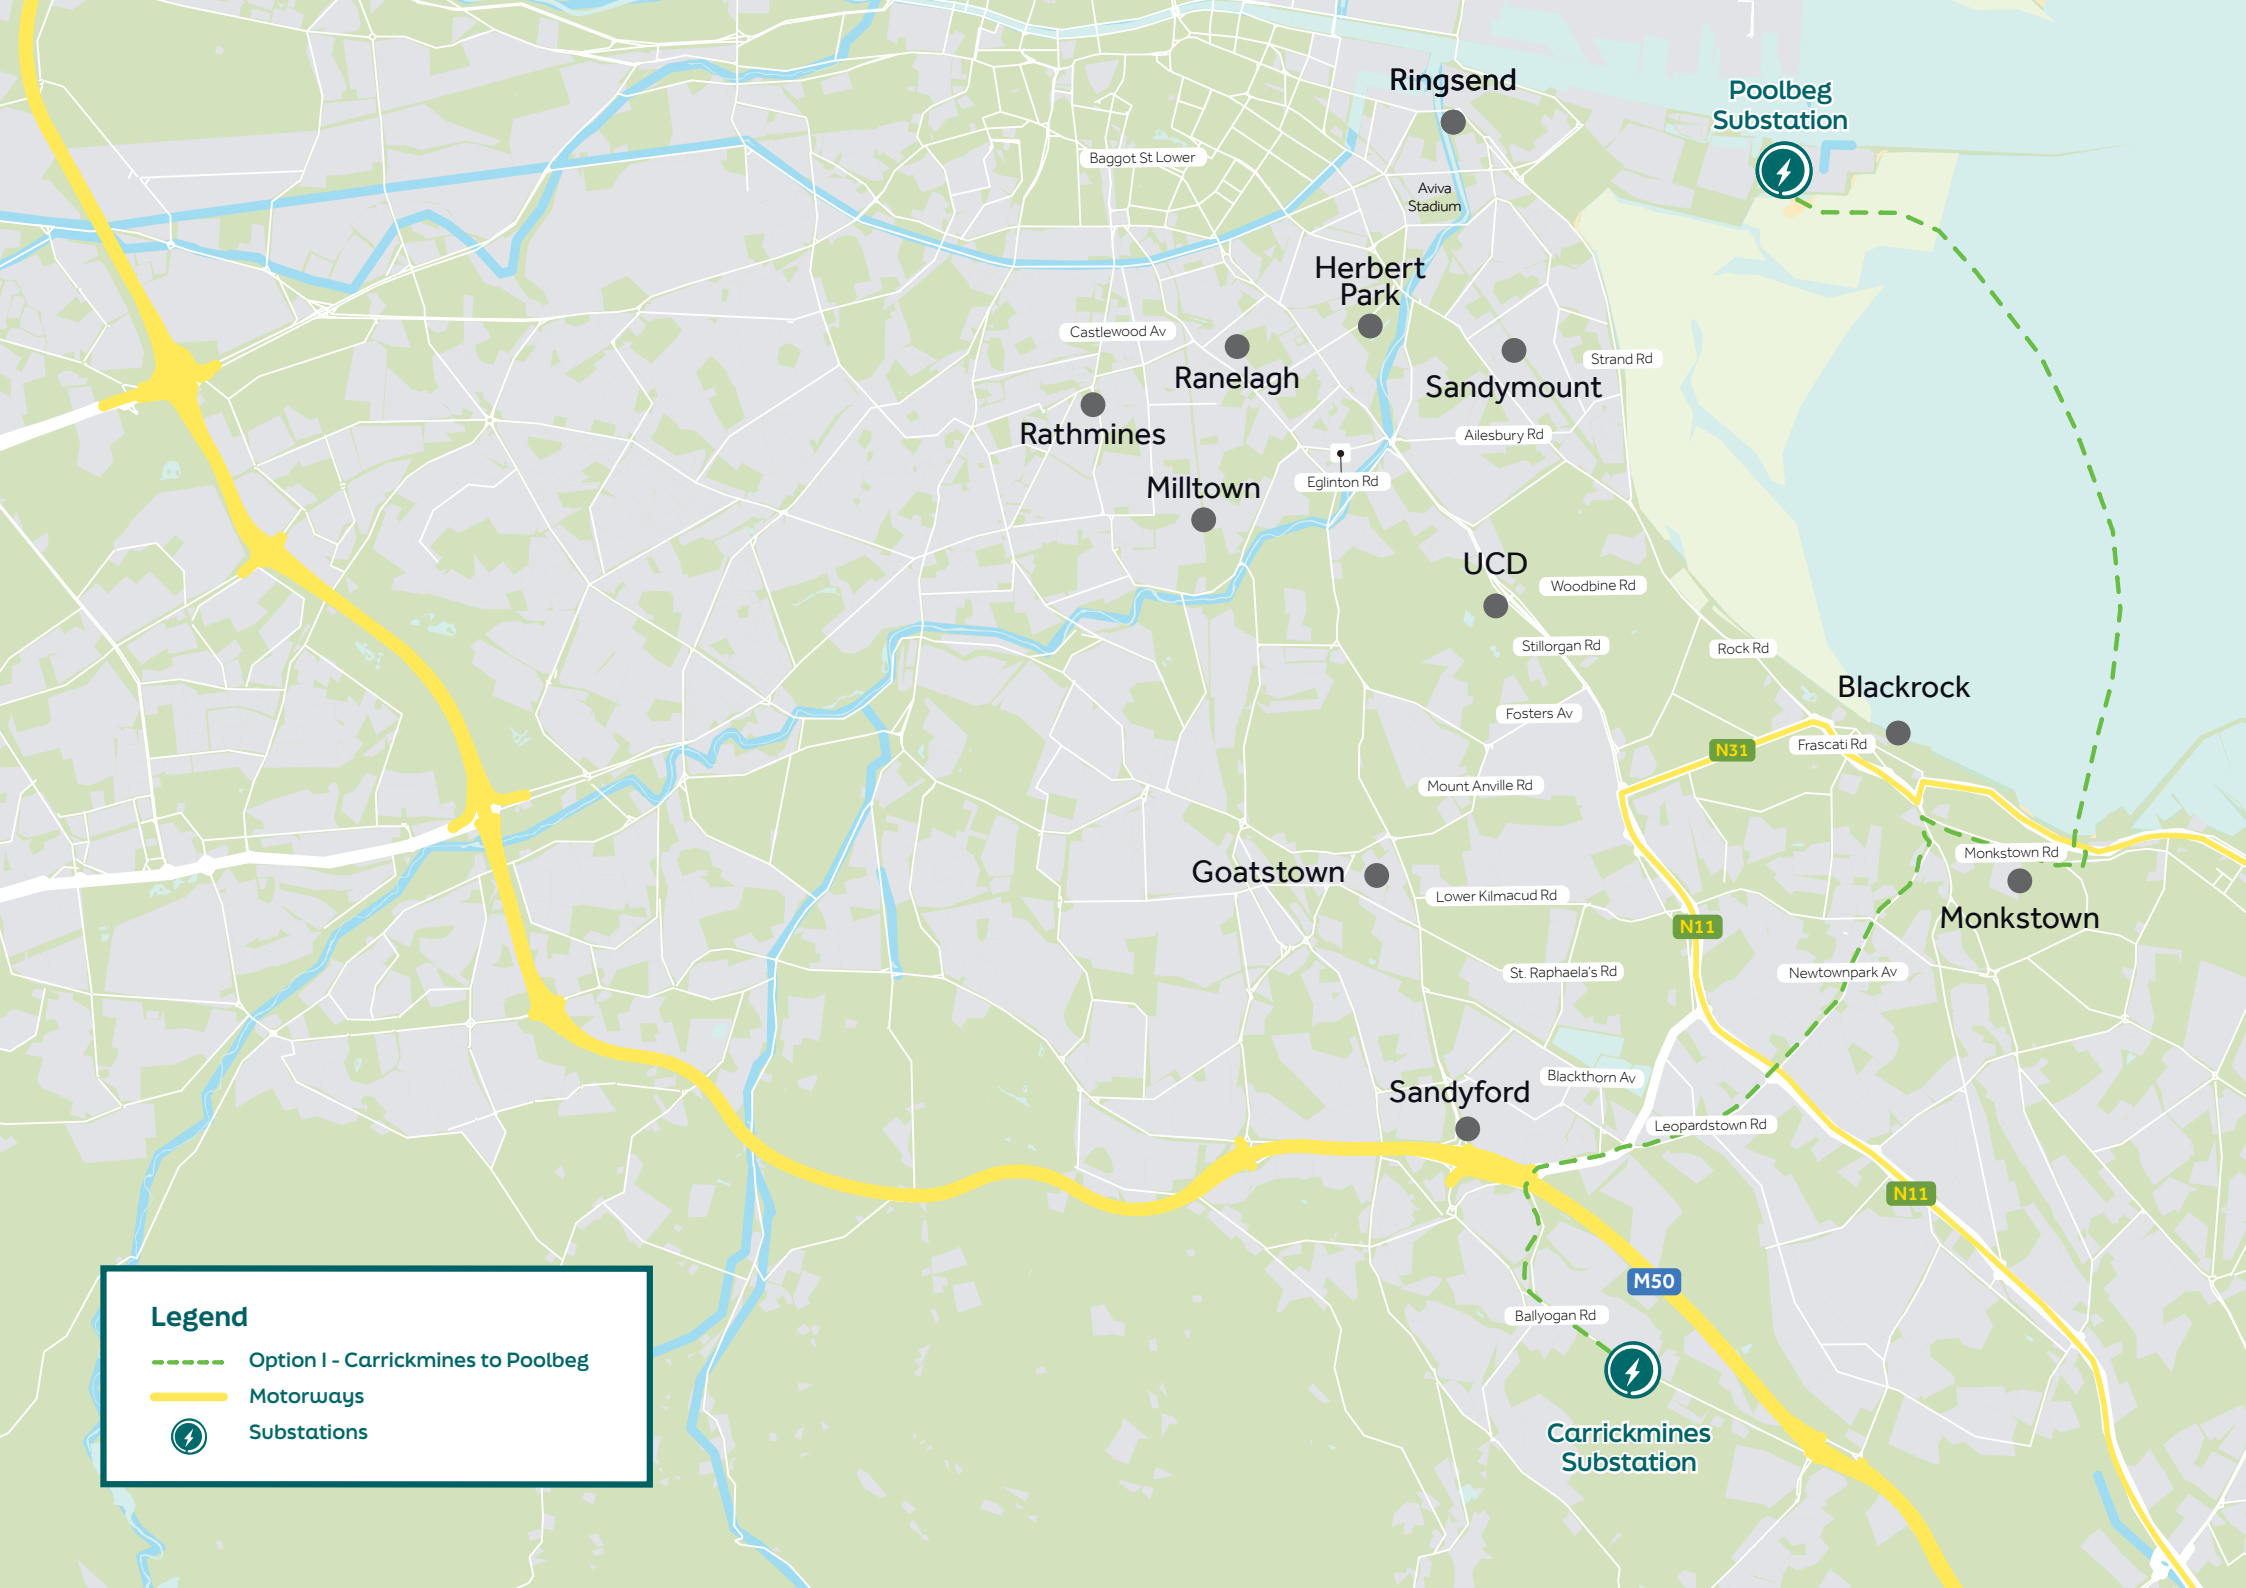 Ringsend
Poolbeg
Substation
Baggot St Lower
Aviva
Stadium
Herbert
Park
Castlewood Av
Ranelagh
Strand Rd
Sandymount
Rathmines
Ailesbury Rd
Milltown
Eglinton Rd
UCD
Woodbine Rd
Stillorgan Rd
Rock Rd
Blackrock
Fosters Av
N31
Frascati Rd
Mount Anville Rd
Monkstown Rd
Goatstown
Lower Kilmacud Rd
Monkstown
N11
St. Raphaela's Rd
Newtownpark Av
Blackthorn Av
Sandyford
Leopardstown Rd
N11
M50
Ballyogan Rd
Carrickmines
Substation
Legend
Option 1 - Carrickmines to Poolbeg
Motorways
Substations